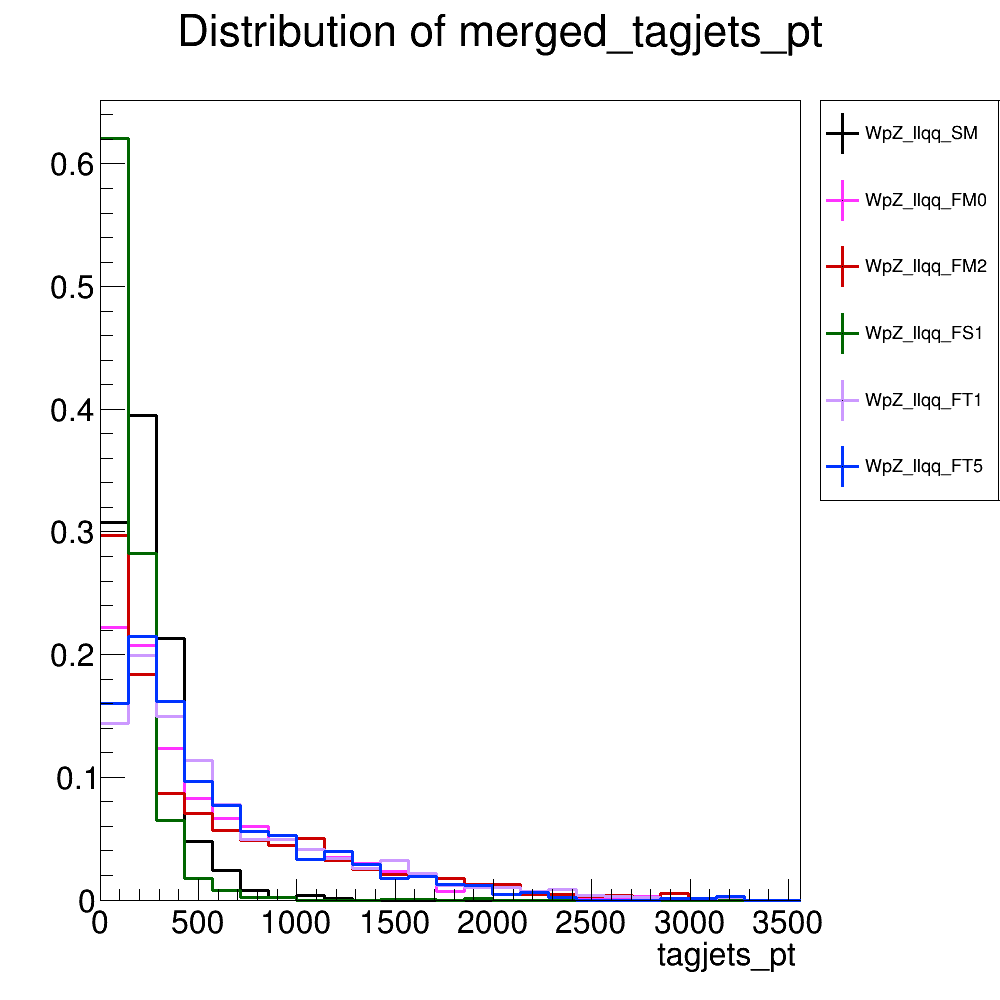 Distribution of merged_tagjets_pt
WpZ_llqq_SM
WpZ_llqq_FM0
WpZ_llqq_FM2
WpZ_llqq_FS1
WpZ_llqq_FT1
WpZ_llqq_FT5
0.6
0.5
0.4
0.3
0.2
0.1
0
0 500 1000 1500 2000 2500 3000 3500
tagjets_pt